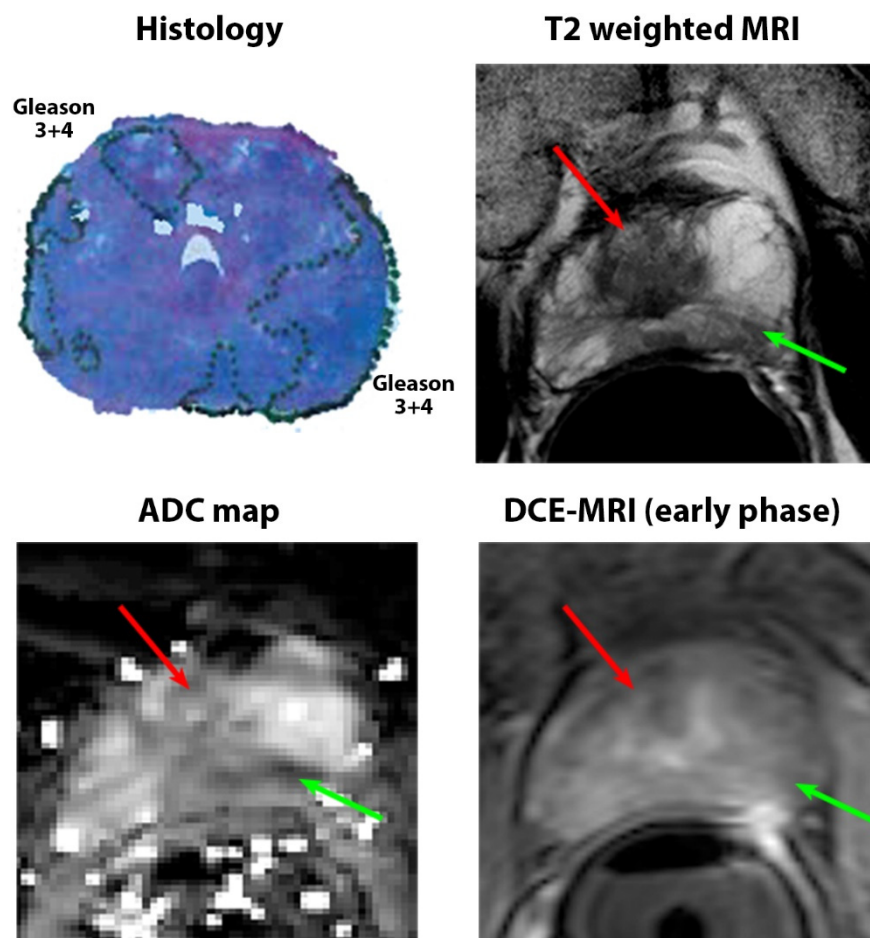 Histology
T2 weighted MRI
Gleason
3+4
Gleason
3+4
ADC map
DCE-MRI (early phase)